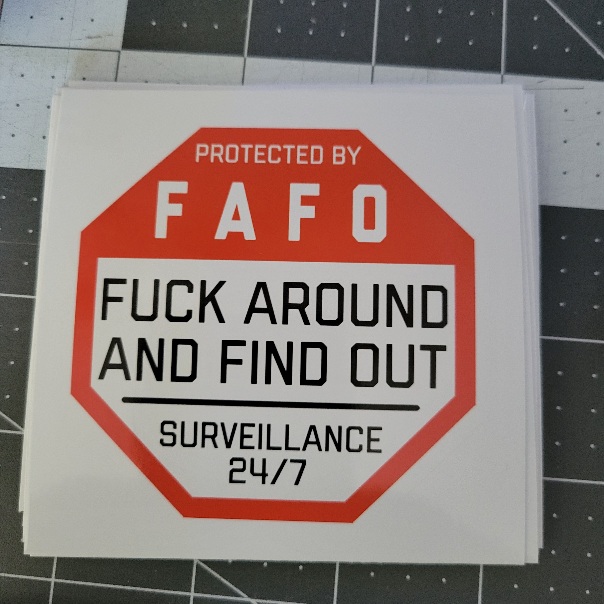 PROTECTED BY
FAFO
FUCK AROUND
AND FIND OUT
SURVEILLANCE
24/7